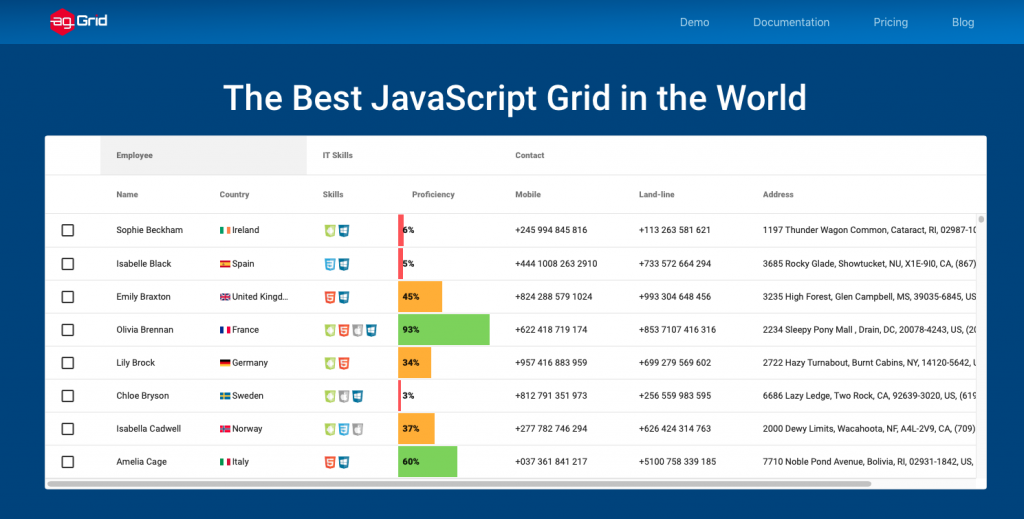 ag Grid Demo Documentation Pricing Blog
The Best JavaScript Grid in the World
Employee IT Skills Contact
Name Country Skills Proficiency Mobile Land-line Address
Sophie Beckham Ireland 6% +245 994 845 816 +113 263 581 621 1197 Thunder Wagon Common, Cataract, RI, 02987-10
Isabelle Black Spain 5% +444 1008 263 2910 +733 572 664 294 3685 Rocky Glade, Showtucket, NU, X1E-9I0, CA, (867)
Emily Braxton United Kingd... 45% +824 288 579 1024 +993 304 648 456 3235 High Forest, Glen Campbell, MS, 39035-6845, US
Olivia Brennan France 93% +622 418 719 174 +853 7107 416 316 2234 Sleepy Pony Mall , Drain, DC, 20078-4243, US, (20
Lily Brock Germany 34% +957 416 883 959 +699 279 569 602 2722 Hazy Turnabout, Burnt Cabins, NY, 14120-5642, U
Chloe Bryson Sweden 3% +812 791 351 973 +256 559 983 595 6686 Lazy Ledge, Two Rock, CA, 92639-3020, US, (619
Isabella Cadwell Norway 37% +277 782 746 294 +626 424 314 763 2000 Dewy Limits, Wacahoota, NF, A4L-2V9, CA, (709)
Amelia Cage Italy 60% +037 361 841 217 +5100 758 339 185 7710 Noble Pond Avenue, Bolivia, RI, 02931-1842, US,